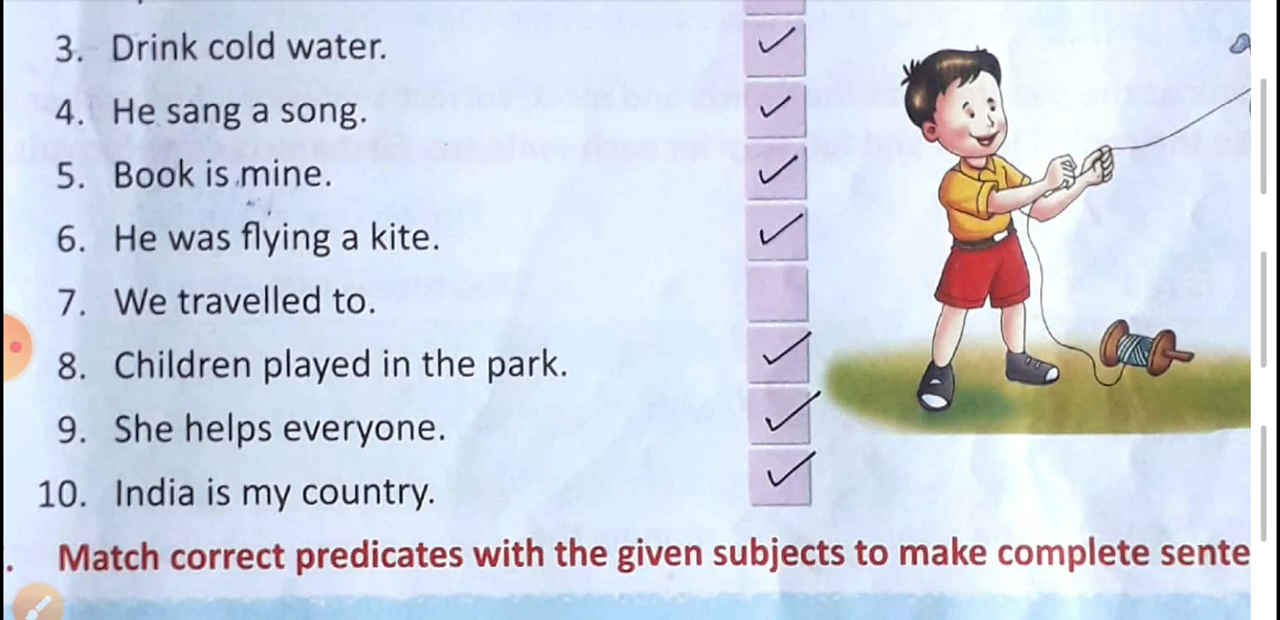 3. Drink cold water.
4. He sang a song.
5. Book is mine.
6. He was flying a kite.
7. We travelled to.
8. Children played in the park.
9. She helps everyone.
10. India is my country.
. Match correct predicates with the given subjects to make complete sente